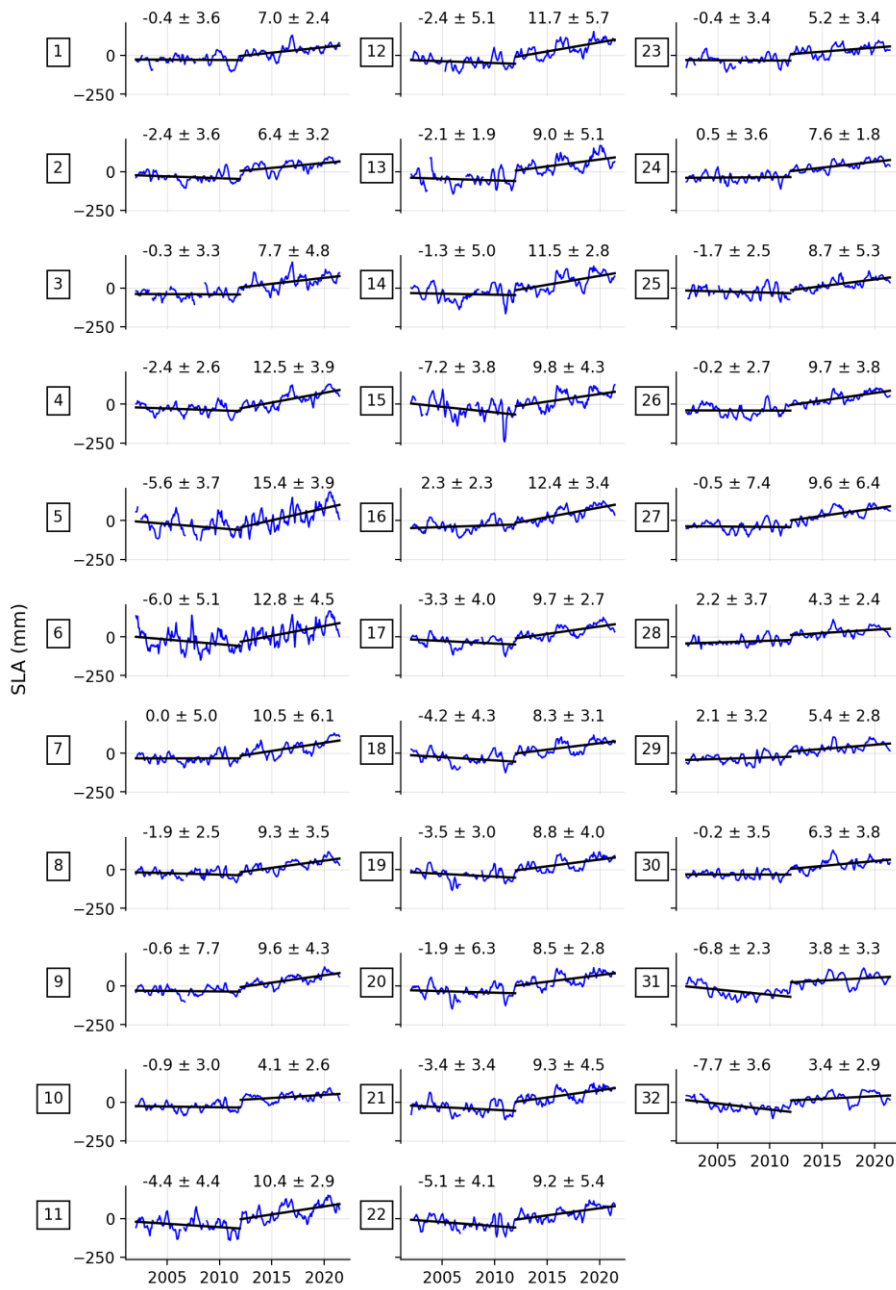 -0.4 ± 3.6 7.0 ± 2.4 -2.4 ± 5.1 11.7 ± 5.7 -0.4 ± 3.4 5.2 ± 3.4
1 0 −250 12 23
-2.4 ± 3.6 6.4 ± 3.2 -2.1 ± 1.9 9.0 ± 5.1 0.5 ± 3.6 7.6 ± 1.8
2 0 −250 13 24
-0.3 ± 3.3 7.7 ± 4.8 -1.3 ± 5.0 11.5 ± 2.8 -1.7 ± 2.5 8.7 ± 5.3
3 0 −250 14 25
-2.4 ± 2.6 12.5 ± 3.9 -7.2 ± 3.8 9.8 ± 4.3 -0.2 ± 2.7 9.7 ± 3.8
4 0 −250 15 26
-5.6 ± 3.7 15.4 ± 3.9 2.3 ± 2.3 12.4 ± 3.4 -0.5 ± 7.4 9.6 ± 6.4
5 0 −250 16 27
-6.0 ± 5.1 12.8 ± 4.5 -3.3 ± 4.0 9.7 ± 2.7 2.2 ± 3.7 4.3 ± 2.4
SLA (mm)
6 0 −250 17 28
0.0 ± 5.0 10.5 ± 6.1 -4.2 ± 4.3 8.3 ± 3.1 2.1 ± 3.2 5.4 ± 2.8
7 0 −250 18 29
-1.9 ± 2.5 9.3 ± 3.5 -3.5 ± 3.0 8.8 ± 4.0 -0.2 ± 3.5 6.3 ± 3.8
8 0 −250 19 30
-0.6 ± 7.7 9.6 ± 4.3 -1.9 ± 6.3 8.5 ± 2.8 -6.8 ± 2.3 3.8 ± 3.3
9 0 −250 20 31
-0.9 ± 3.0 4.1 ± 2.6 -3.4 ± 3.4 9.3 ± 4.5 -7.7 ± 3.6 3.4 ± 2.9
10 0 −250 21 32
2005 2010 2015 2020
-4.4 ± 4.4 10.4 ± 2.9 -5.1 ± 4.1 9.2 ± 5.4
11 0 −250 22
2005 2010 2015 2020 2005 2010 2015 2020